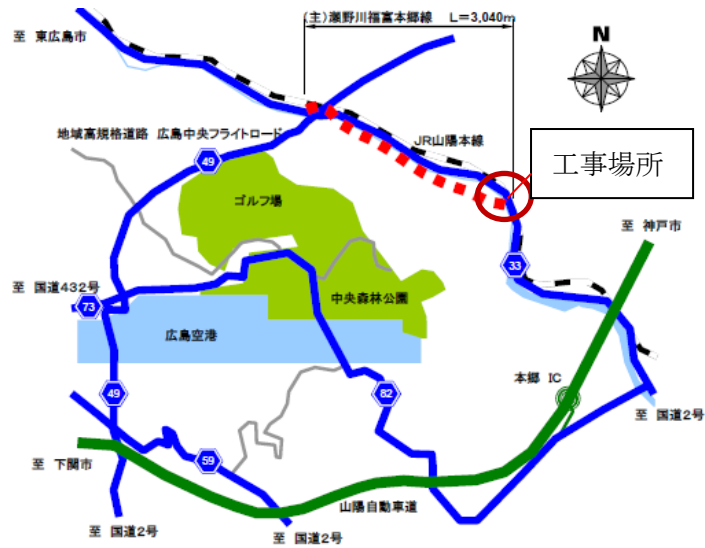 (主)瀬野川福富本郷線 L=3,040m
至 東広島市
N
地域高規格道路 広島中央フライトロード
JR山陽本線
工事場所
49
ゴルフ場
至 神戸市
33
至 国道432号
73
中央森林公園
広島空港
本郷 IC
49
82
至 国道2号
59
至 下関市
山陽自動車道
至 国道2号
至 国道2号